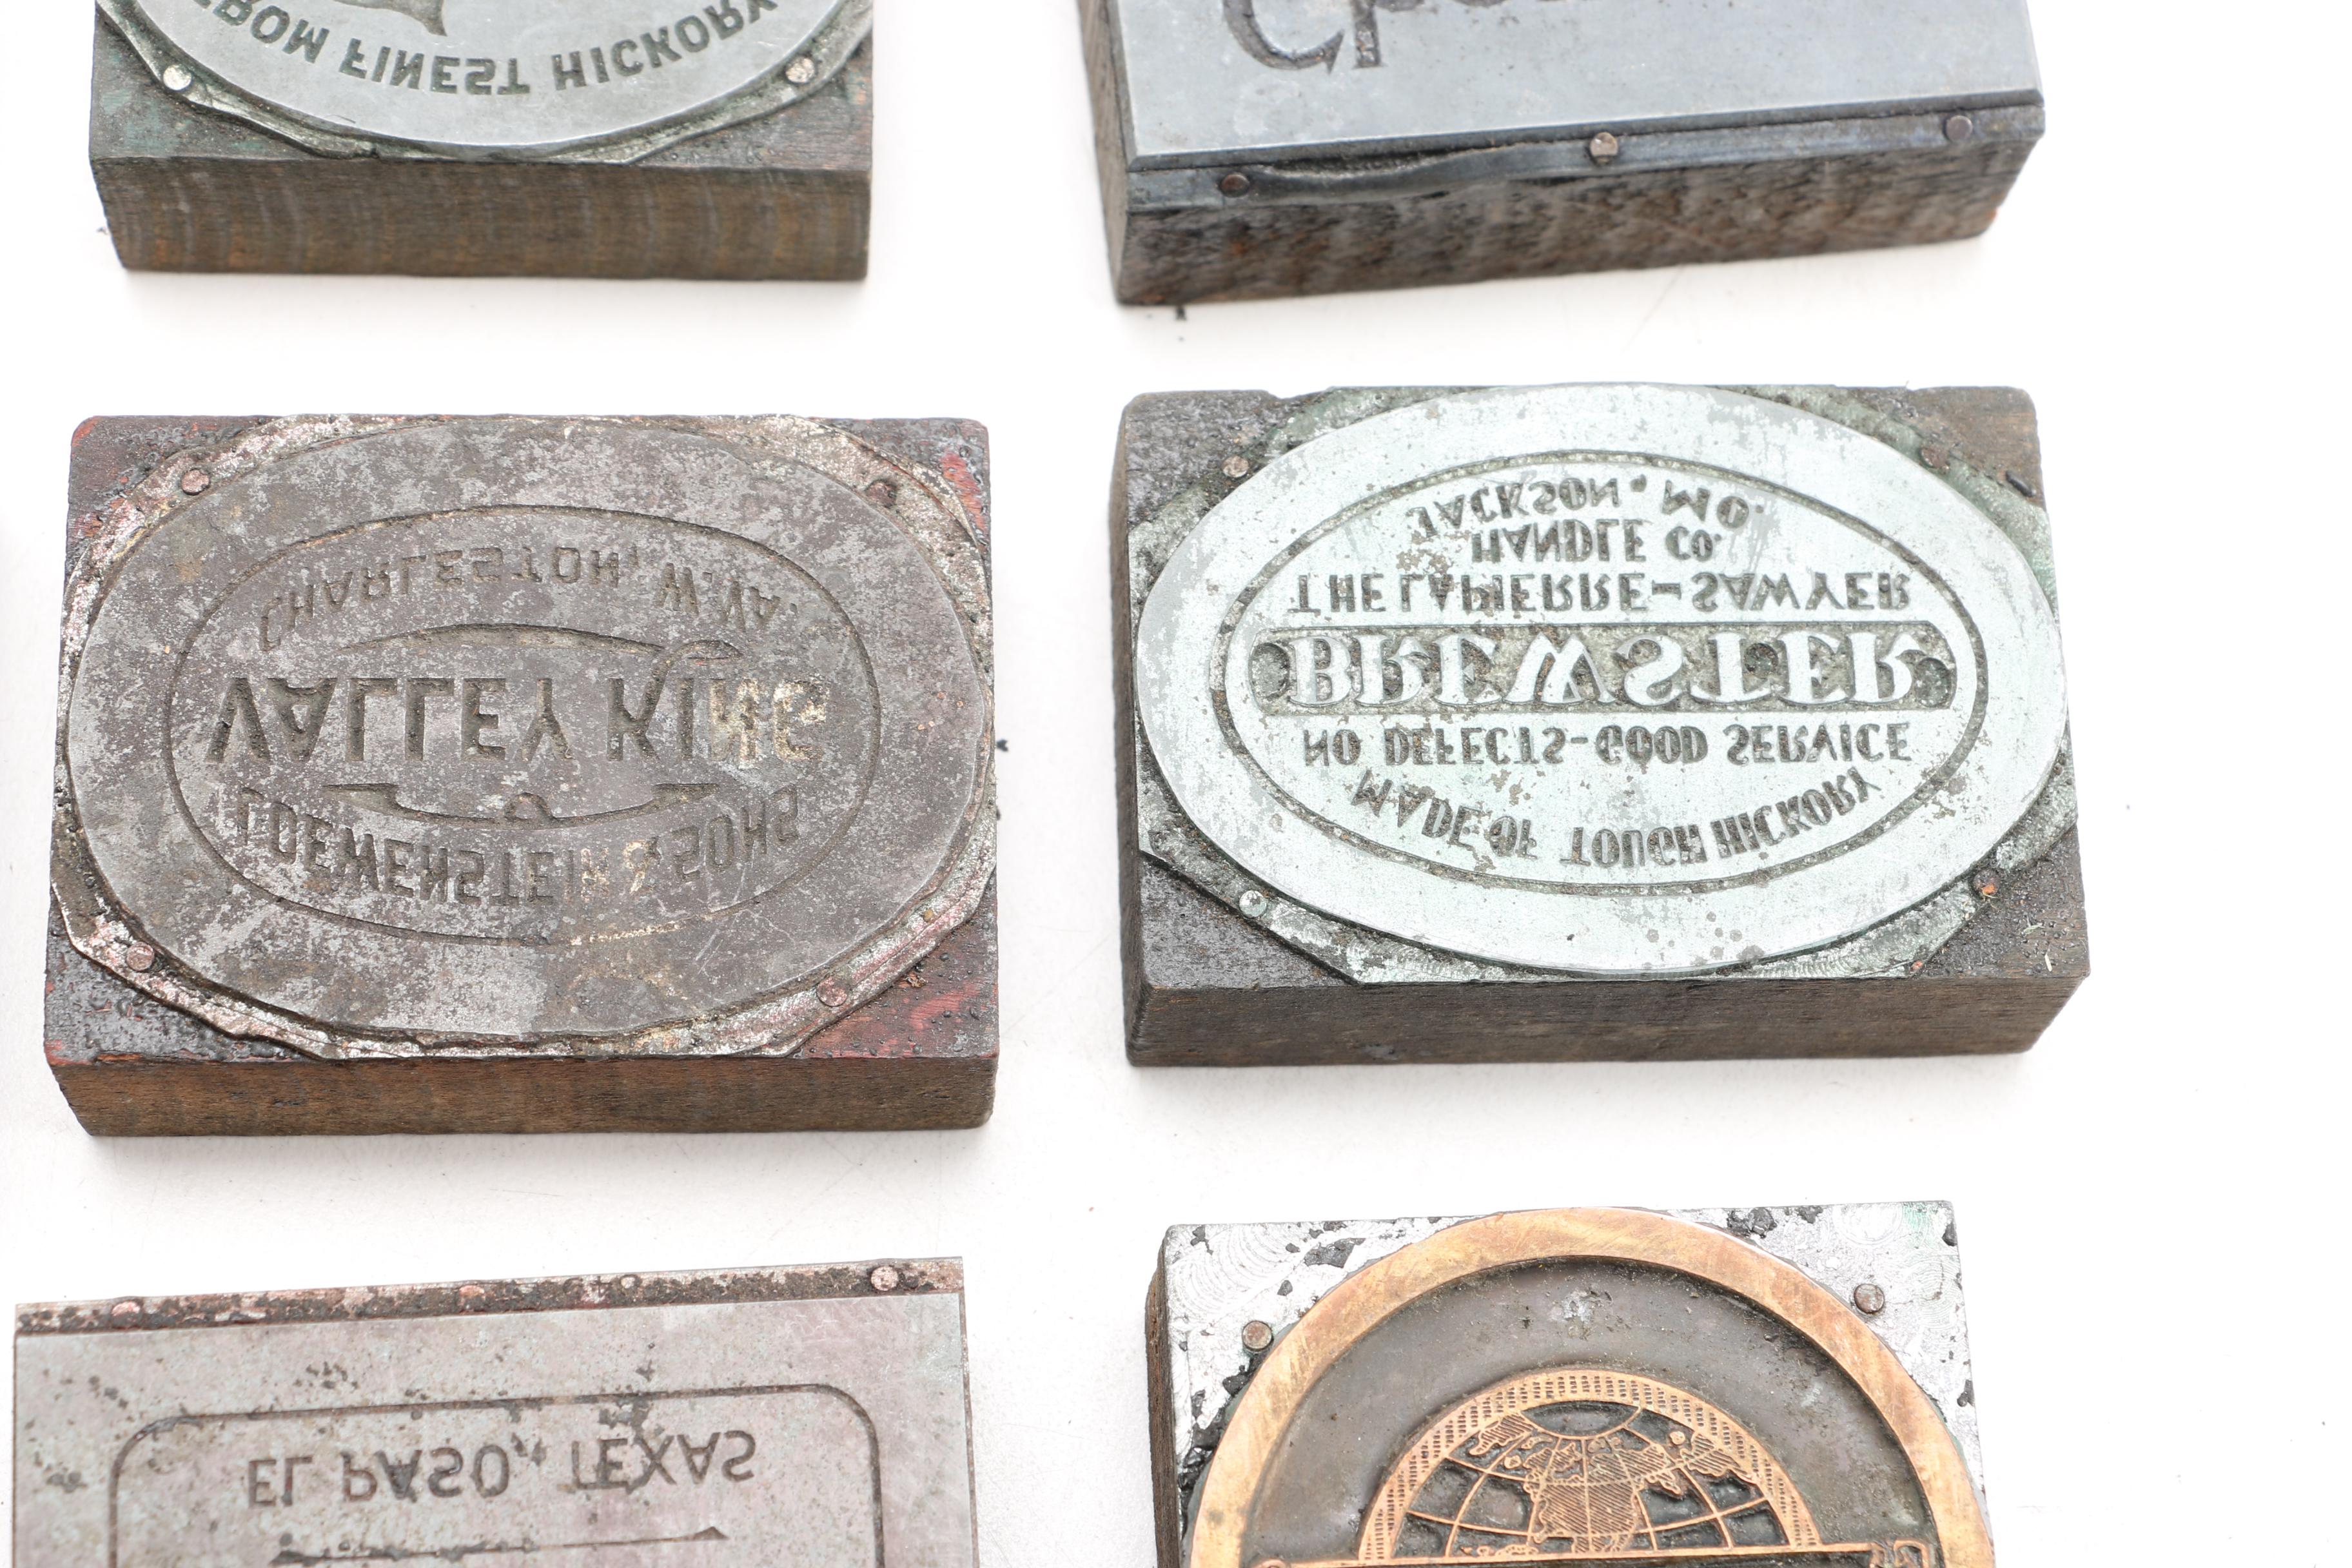 FROM FINEST HICKORY
LOEWENSTEIN & SONS
VALLEY KING
CHARLESTON, W. VA.
MADE OF TOUGH HICKORY
NO DEFECTS-GOOD SERVICE
BREWSTER
THE LAPIERRE-SAWYER
HANDLE CO.
JACKSON, MO.
EL PASO, TEXAS